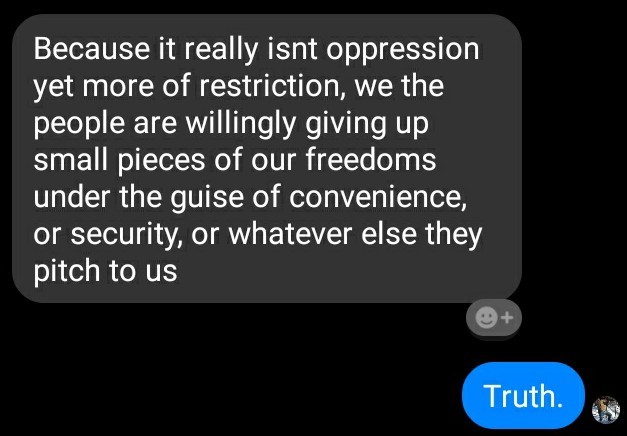 Because it really isnt oppression
yet more of restriction, we the
people are willingly giving up
small pieces of our freedoms
under the guise of convenience,
or security, or whatever else they
pitch to us
Truth.